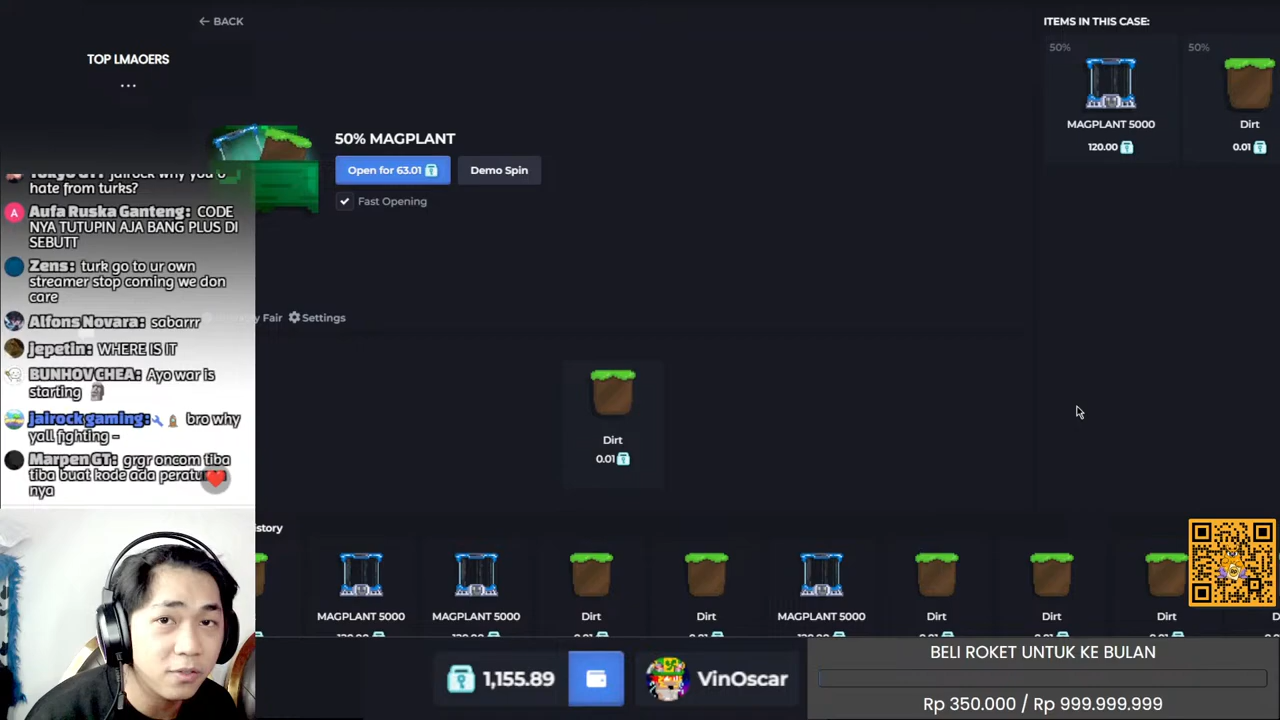 BACK
ITEMS IN THIS CASE:
TOP LMAOERS
...
50%
MAGPLANT 5000
120.00
50%
Dirt
0.01
50% MAGPLANT
Open for 63.01
Demo Spin
Fast Opening
hate from turks?
Aufa Ruska Ganteng: CODE
NYA TUTUPIN AJA BANG PLUS DI
SEBUTT
Zens: turk go to ur own
streamer stop coming we don
care
Alfons Novara: sabarrr
jepetin: WHERE IS IT
BUNHOV CHEA: Ayo war is
starting
jairock gaming: bro why
yall fighting -
MarpenGT: grgr oncom tiba
tiba buat kode ada peratu
nya
Fair
Settings
Dirt
0.01
MAGPLANT 5000
MAGPLANT 5000
Dirt
Dirt
MAGPLANT 5000
Dirt
Dirt
Dirt
1,155.89
VinOscar
BELI ROKET UNTUK KE BULAN
Rp 350.000 / Rp 999.999.999